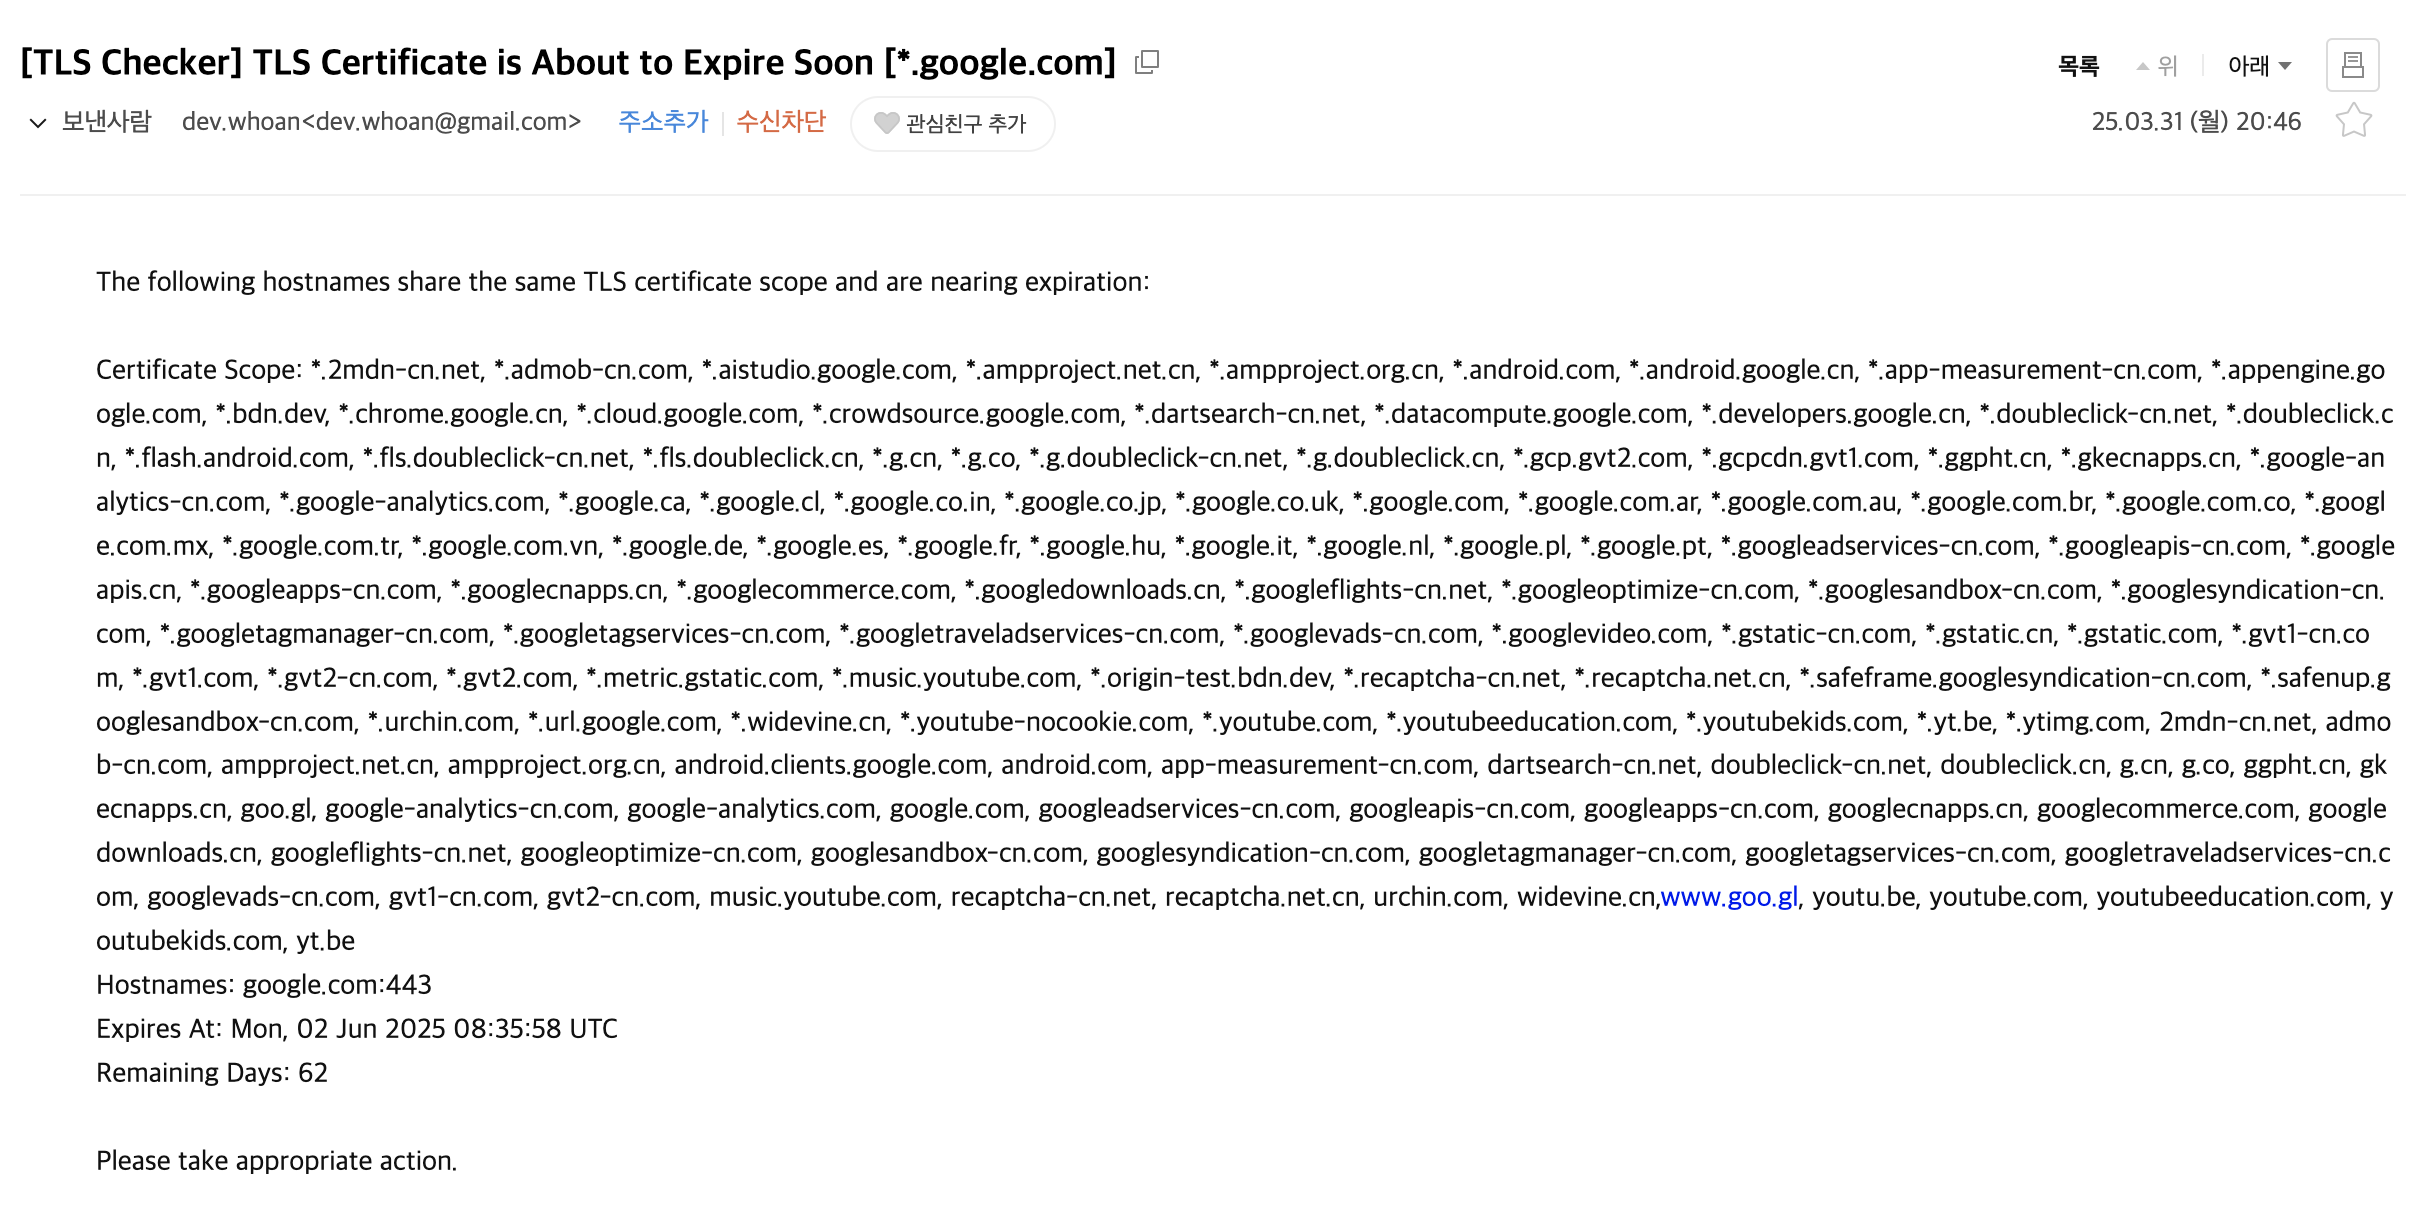 [TLS Checker] TLS Certificate is About to Expire Soon [*.google.com]
목록 위 아래
보낸사람 dev.whoan<dev.whoan@gmail.com> 주소추가 수신차단 관심친구 추가
25.03.31 (월) 20:46
The following hostnames share the same TLS certificate scope and are nearing expiration:
Certificate Scope: *.2mdn-cn.net, *.admob-cn.com, *.aistudio.google.com, *.ampproject.net.cn, *.ampproject.org.cn, *.android.com, *.android.google.cn, *.app-measurement-cn.com, *.appengine.go
ogle.com, *.bdn.dev, *.chrome.google.cn, *.cloud.google.com, *.crowdsource.google.com, *.dartsearch-cn.net, *.datacompute.google.com, *.developers.google.cn, *.doubleclick-cn.net, *.doubleclick.c
n, *.flash.android.com, *.fls.doubleclick-cn.net, *.fls.doubleclick.cn, *.g.cn, *.g.co, *.g.doubleclick-cn.net, *.g.doubleclick.cn, *.gcp.gvt2.com, *.gcpcdn.gvt1.com, *.ggpht.cn, *.gkecnapps.cn, *.google-an
alytics-cn.com, *.google-analytics.com, *.google.ca, *.google.cl, *.google.co.in, *.google.co.jp, *.google.co.uk, *.google.com, *.google.com.ar, *.google.com.au, *.google.com.br, *.google.com.co, *.googl
e.com.mx, *.google.com.tr, *.google.com.vn, *.google.de, *.google.es, *.google.fr, *.google.hu, *.google.it, *.google.nl, *.google.pl, *.google.pt, *.googleadservices-cn.com, *.googleapis-cn.com, *.google
apis.cn, *.googleapps-cn.com, *.googlecnapps.cn, *.googlecommerce.com, *.googledownloads.cn, *.googleflights-cn.net, *.googleoptimize-cn.com, *.googlesandbox-cn.com, *.googlesyndication-cn.
com, *.googletagmanager-cn.com, *.googletagservices-cn.com, *.googletraveladservices-cn.com, *.googlevads-cn.com, *.googlevideo.com, *.gstatic-cn.com, *.gstatic.cn, *.gstatic.com, *.gvt1-cn.co
m, *.gvt1.com, *.gvt2-cn.com, *.gvt2.com, *.metric.gstatic.com, *.music.youtube.com, *.origin-test.bdn.dev, *.recaptcha-cn.net, *.recaptcha.net.cn, *.safeframe.googlesyndication-cn.com, *.safenup.g
ooglesandbox-cn.com, *.urchin.com, *.url.google.com, *.widevine.cn, *.youtube-nocookie.com, *.youtube.com, *.youtubeeducation.com, *.youtubekids.com, *.yt.be, *.ytimg.com, 2mdn-cn.net, admo
b-cn.com, ampproject.net.cn, ampproject.org.cn, android.clients.google.com, android.com, app-measurement-cn.com, dartsearch-cn.net, doubleclick-cn.net, doubleclick.cn, g.cn, g.co, ggpht.cn, gk
ecnapps.cn, goo.gl, google-analytics-cn.com, google-analytics.com, google.com, googleadservices-cn.com, googleapis-cn.com, googleapps-cn.com, googlecnapps.cn, googlecommerce.com, google
downloads.cn, googleflights-cn.net, googleoptimize-cn.com, googlesandbox-cn.com, googlesyndication-cn.com, googletagmanager-cn.com, googletagservices-cn.com, googletraveladservices-cn.c
om, googlevads-cn.com, gvt1-cn.com, gvt2-cn.com, music.youtube.com, recaptcha-cn.net, recaptcha.net.cn, urchin.com, widevine.cn,www.goo.gl, youtu.be, youtube.com, youtubeeducation.com, y
outubekids.com, yt.be
Hostnames: google.com:443
Expires At: Mon, 02 Jun 2025 08:35:58 UTC
Remaining Days: 62
Please take appropriate action.